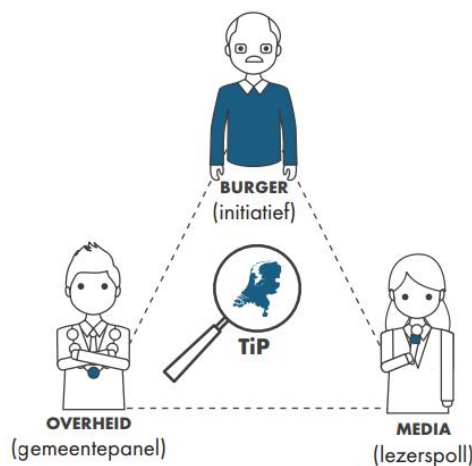 BURGER
(initiatief)
TiP
OVERHEID
(gemeentepanel)
MEDIA
(lezerspoll)